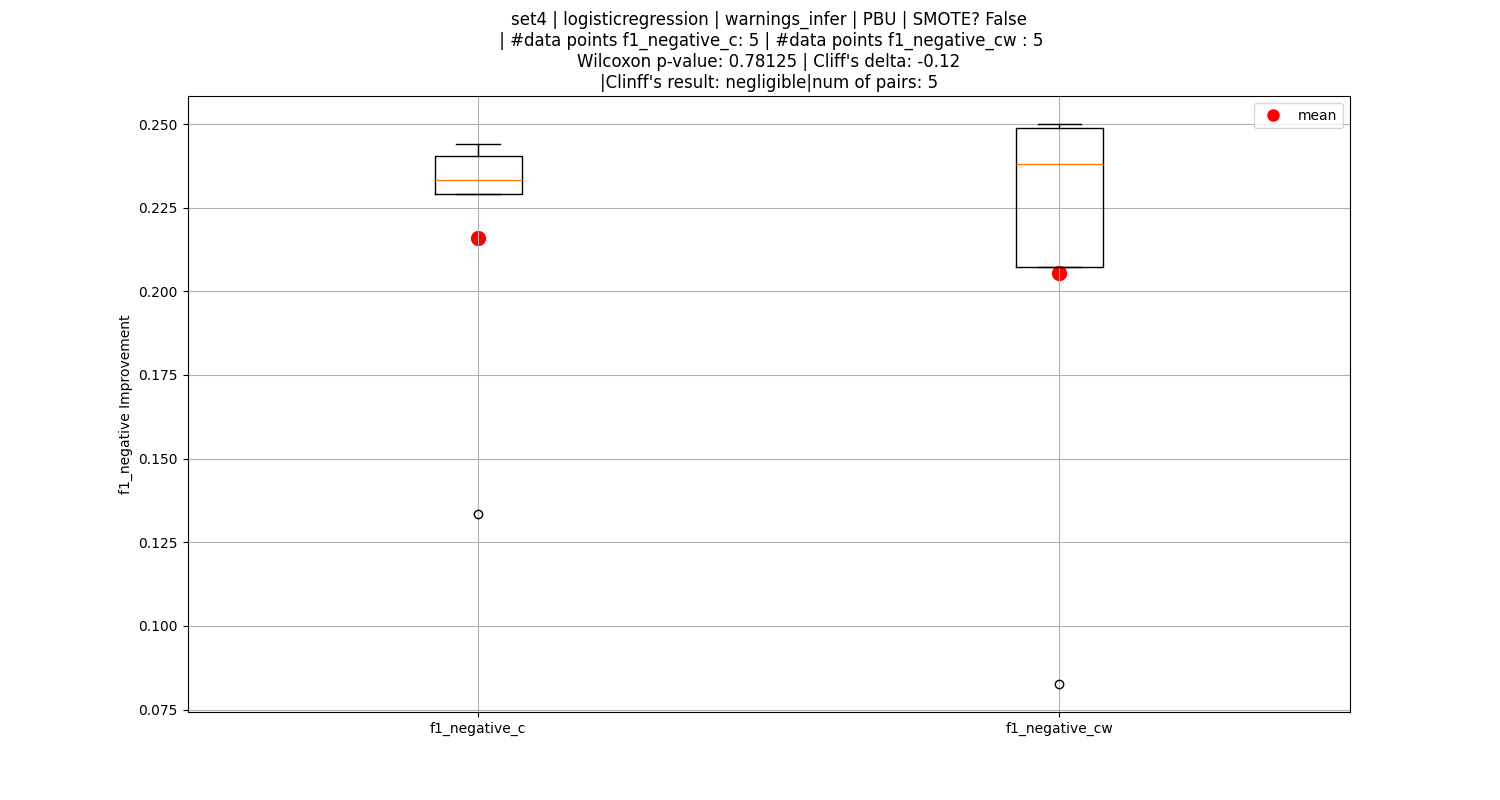 set4 | logisticregression | warnings_infer | PBU | SMOTE? False
| #data points f1_negative_c: 5 | #data points f1_negative_cw : 5
Wilcoxon p-value: 0.78125 | Cliff's delta: -0.12
|Clinff's result: negligible|num of pairs: 5
mean
0.250
0.225
0.200
0.175
0.150
0.125
0.100
0.075
f1_negative Improvement
f1_negative_c
f1_negative_cw